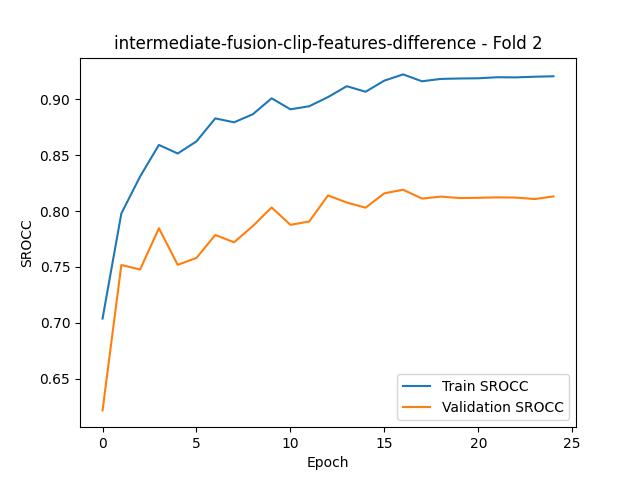 intermediate-fusion-clip-features-difference - Fold 2
0.90
0.85
0.80
0.75
0.70
0.65
SROCC
Train SROCC
Validation SROCC
0 5 10 15 20 25
Epoch